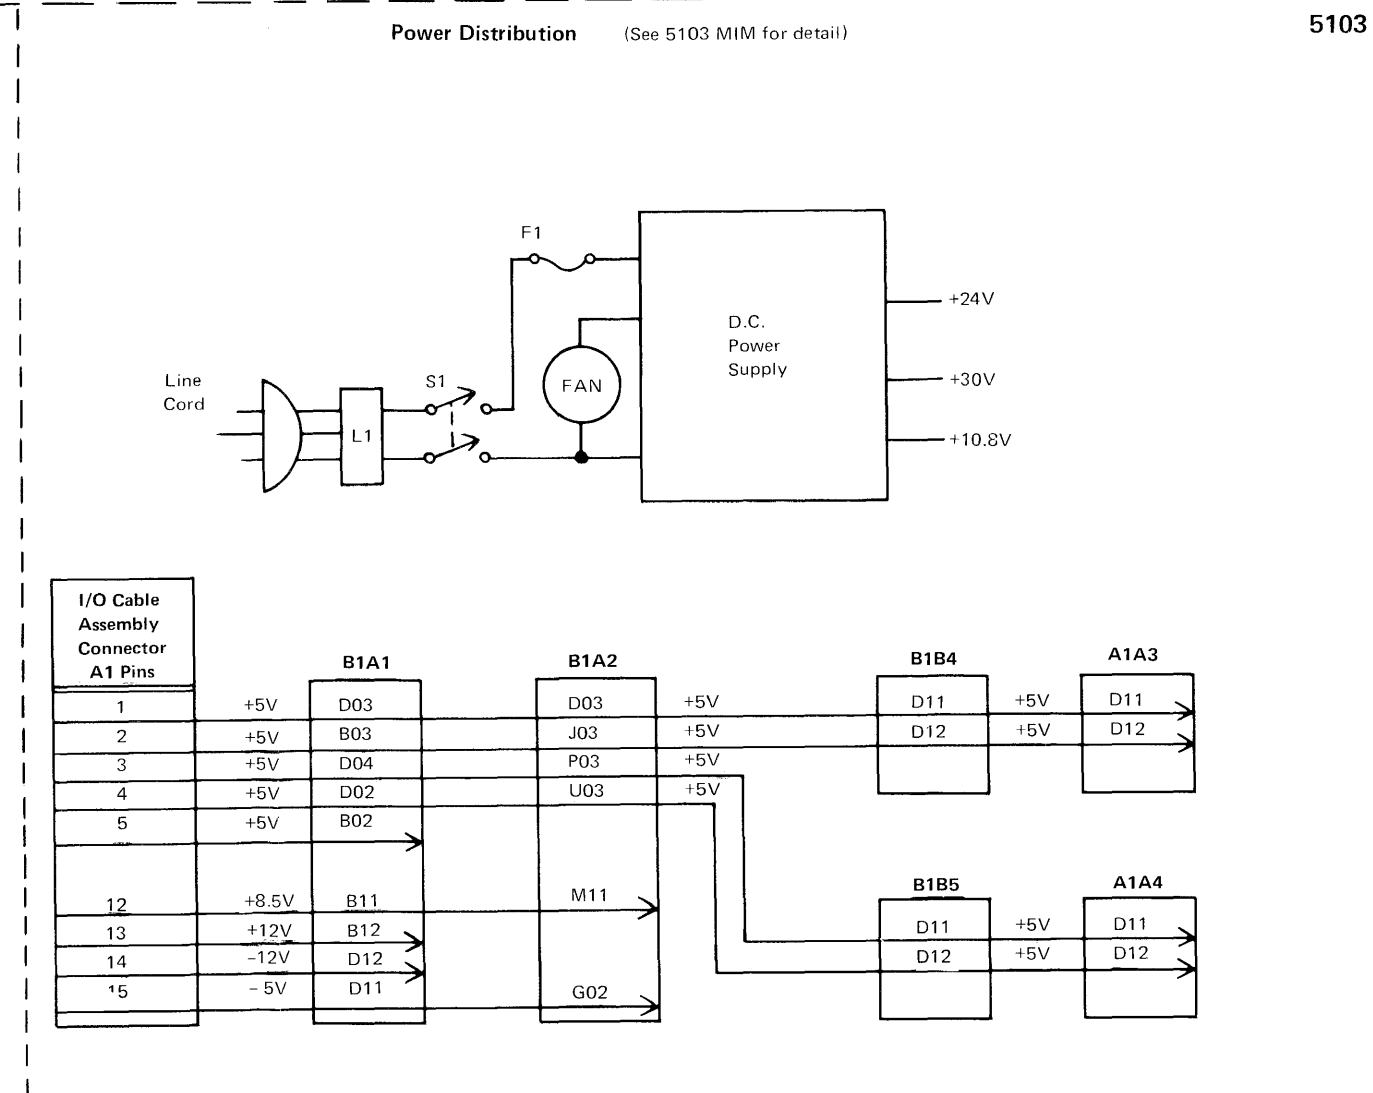 Power Distribution (See 5103 MIM for detail)
5103
F1
D.C.
Power
Supply
+24V
+30V
+10.8V
Line
Cord
S1
FAN
L1
I/O Cable
Assembly
Connector
A1 Pins
B1A1
B1A2
B1B4
A1A3
1 +5V D03 D03 +5V D11 +5V D11
2 +5V B03 J03 +5V D12 +5V D12
3 +5V D04 P03 +5V
4 +5V D02 U03 +5V
5 +5V B02
B1B5
A1A4
12 +8.5V B11 M11
13 +12V B12 D11 +5V D11
14 −12V D12 D12 +5V D12
15 − 5V D11 G02